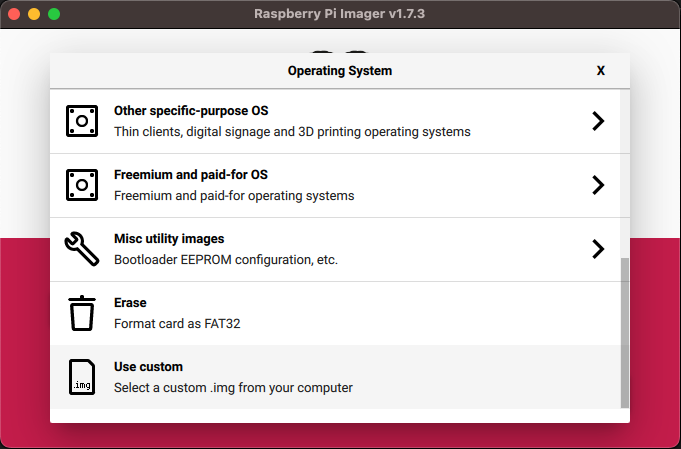 Raspberry Pi Imager v1.7.3
Operating System
X
Other specific-purpose OS
Thin clients, digital signage and 3D printing operating systems
Freemium and paid-for OS
Freemium and paid-for operating systems
Misc utility images
Bootloader EEPROM configuration, etc.
Erase
Format card as FAT32
Use custom
.img
Select a custom .img from your computer